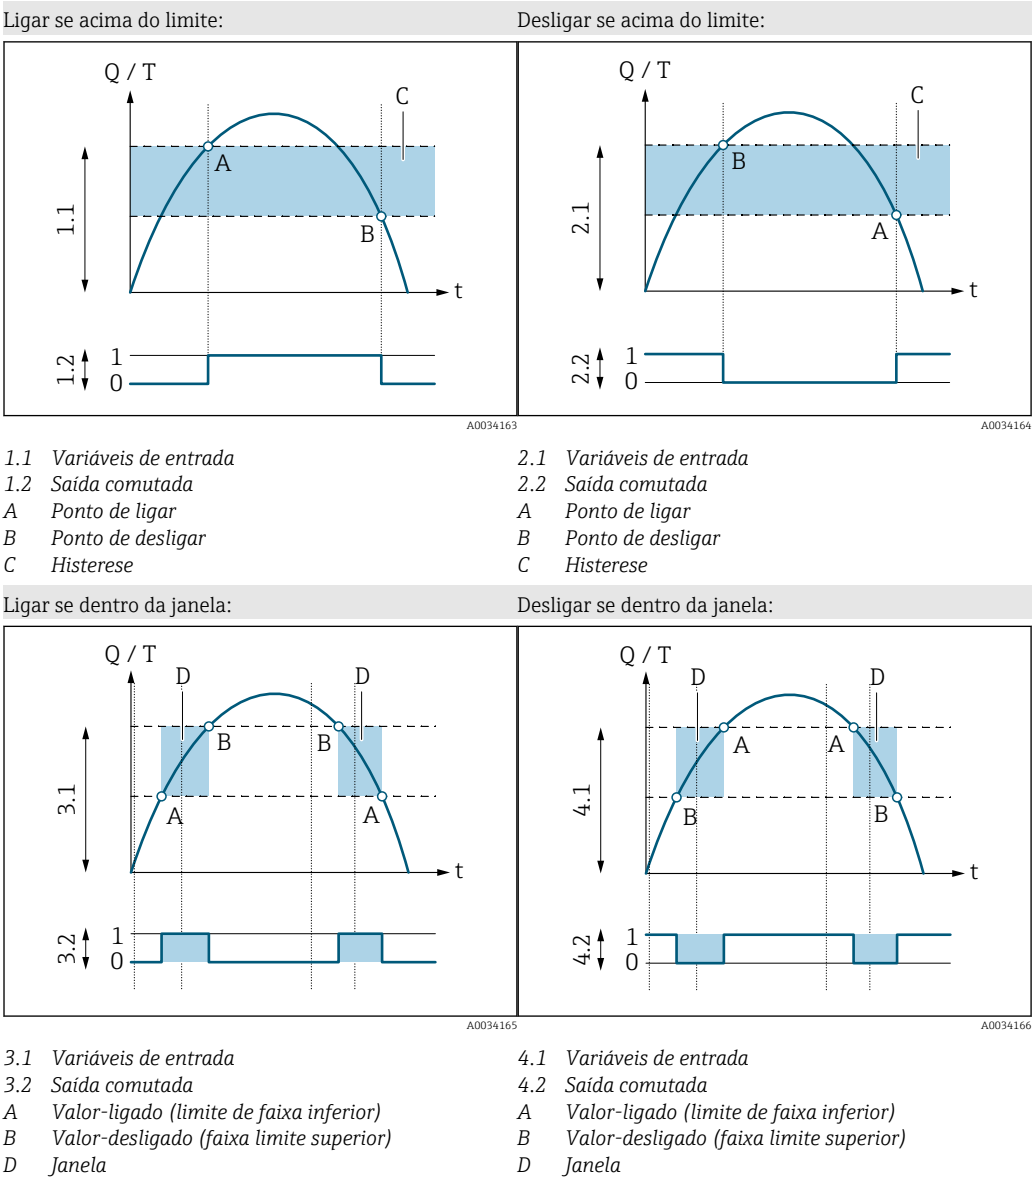 Ligar se acima do limite:
Desligar se acima do limite:
Q / T
C
A
B
1.1
t
1.2
1
0
A0034163
Q / T
C
B
A
2.1
t
2.2
1
0
A0034164
1.1 Variáveis de entrada
1.2 Saída comutada
A Ponto de ligar
B Ponto de desligar
C Histerese
2.1 Variáveis de entrada
2.2 Saída comutada
A Ponto de ligar
B Ponto de desligar
C Histerese
Ligar se dentro da janela:
Desligar se dentro da janela:
Q / T
D
D
B
B
A
A
3.1
t
3.2
1
0
A0034165
Q / T
D
D
A
A
B
B
4.1
t
4.2
1
0
A0034166
3.1 Variáveis de entrada
3.2 Saída comutada
A Valor-ligado (limite de faixa inferior)
B Valor-desligado (faixa limite superior)
D Janela
4.1 Variáveis de entrada
4.2 Saída comutada
A Valor-ligado (limite de faixa inferior)
B Valor-desligado (faixa limite superior)
D Janela